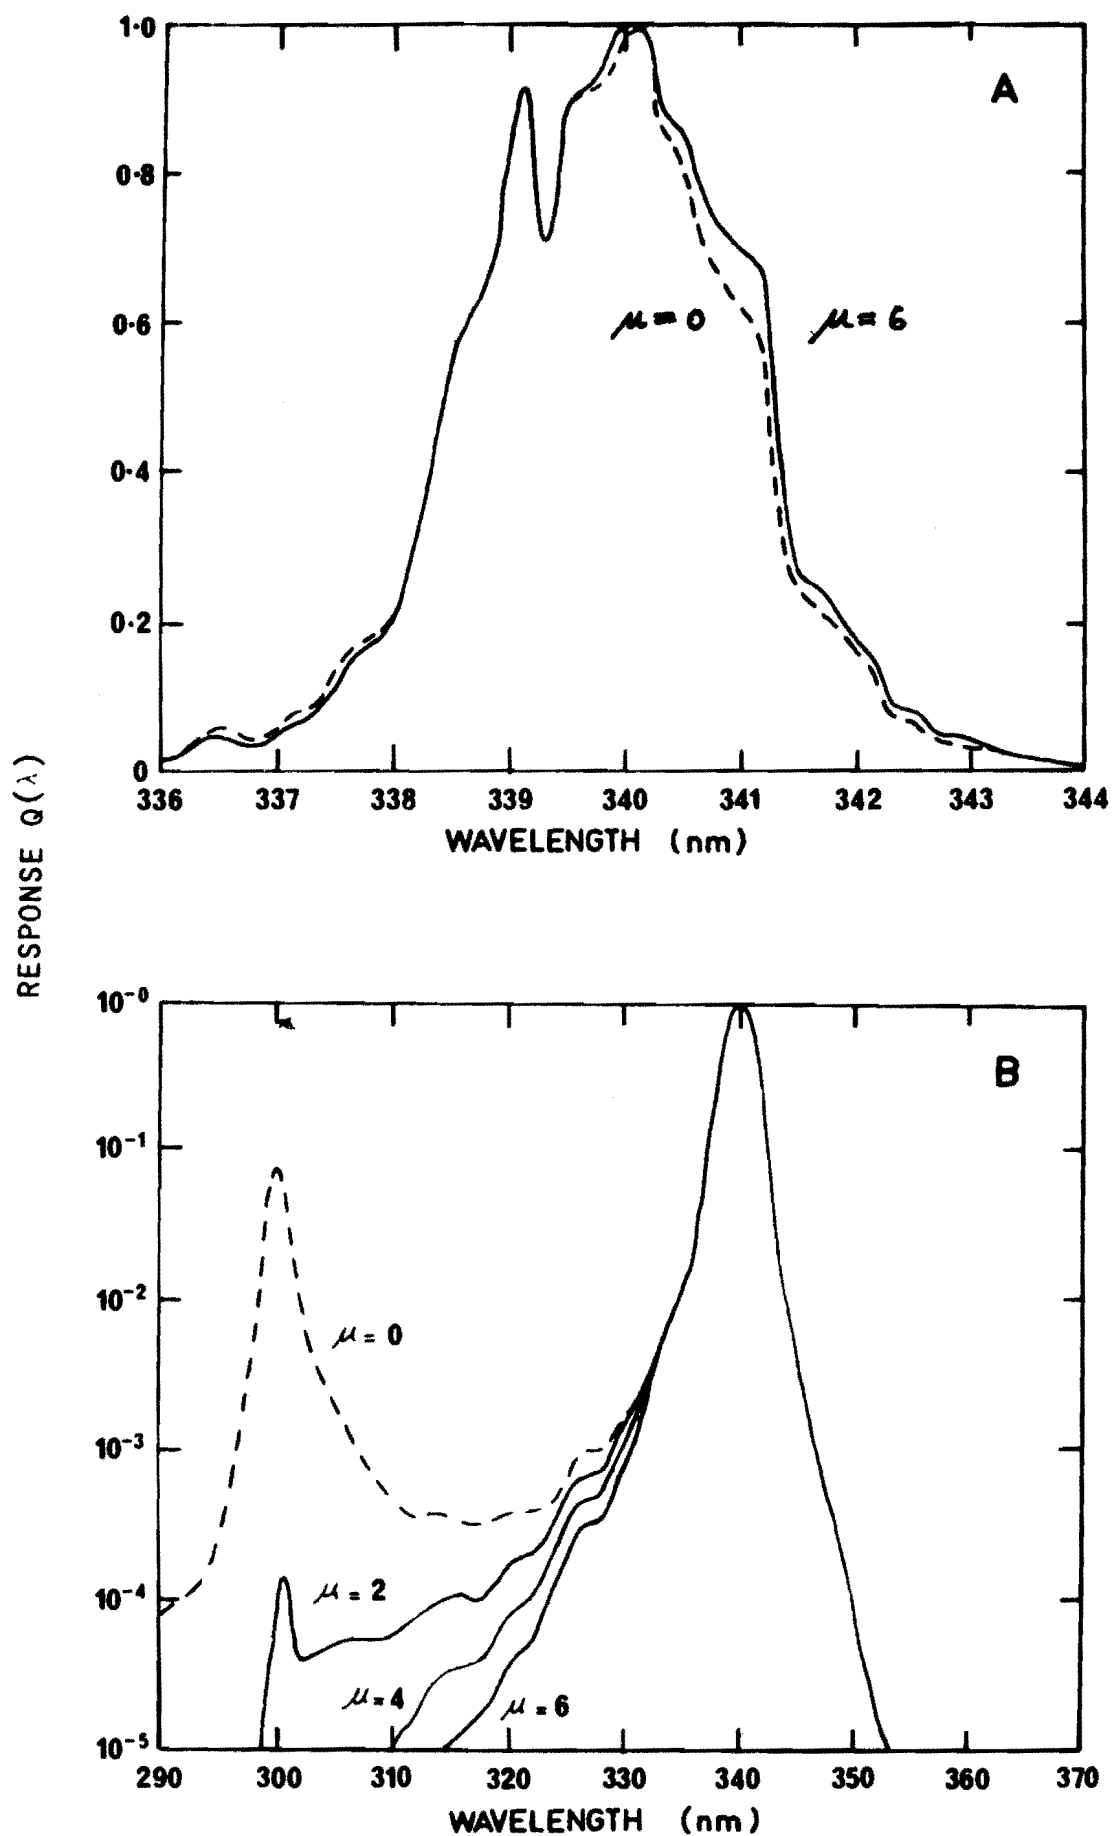 1·0
A
0·8
μ=0
μ=6
0·6
0·4
0·2
0
336 337 338 339 340 341 342 343 344
WAVELENGTH (nm)
RESPONSE Q(λ)
10⁻⁰
B
10⁻¹
μ=0
10⁻²
10⁻³
μ=2
10⁻⁴
μ=4
μ=6
10⁻⁵
290 300 310 320 330 340 350 360 370
WAVELENGTH (nm)